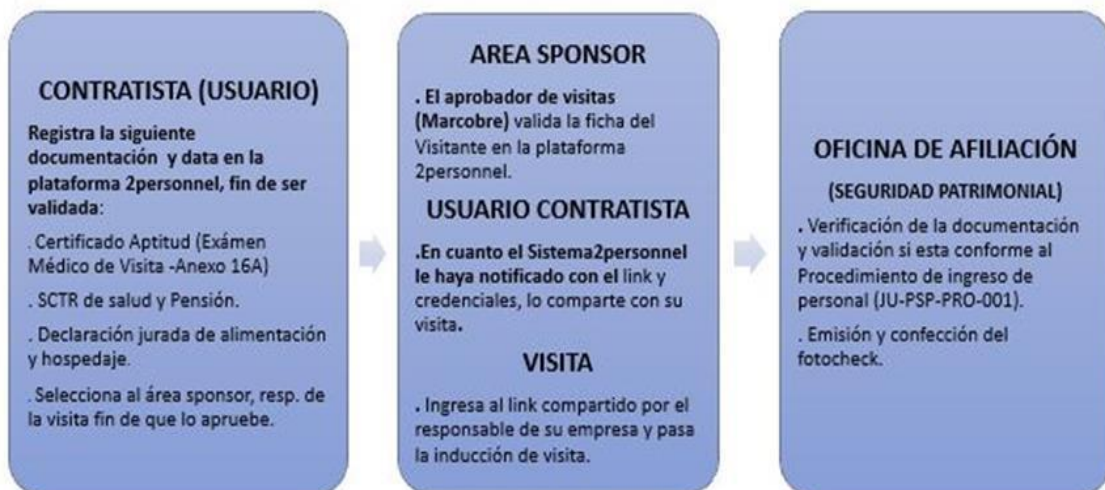 CONTRATISTA (USUARIO)
Registra la siguiente
documentación y data en la
plataforma 2personnel, fin de ser
validada:
. Certificado Aptitud (Exámen
Médico de Visita -Anexo 16A)
. SCTR de salud y Pensión.
. Declaración jurada de alimentación
y hospedaje.
. Selecciona al área sponsor, resp. de
la visita fin de que lo apruebe.
AREA SPONSOR
. El aprobador de visitas
(Marcobre) valida la ficha del
Visitante en la plataforma
2personnel.
USUARIO CONTRATISTA
.En cuanto el Sistema2personnel
le haya notificado con el link y
credenciales, lo comparte con su
visita.
VISITA
. Ingresa al link compartido por el
responsable de su empresa y pasa
la inducción de visita.
OFICINA DE AFILIACIÓN
(SEGURIDAD PATRIMONIAL)
. Verificación de la documentación
y validación si esta conforme al
Procedimiento de ingreso de
personal (JU-PSP-PRO-001).
. Emisión y confección del
fotocheck.